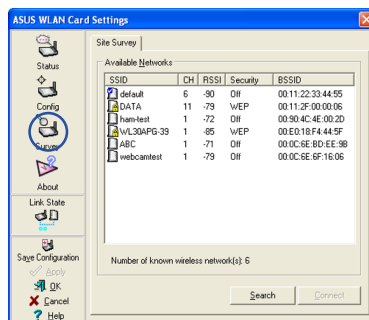 ASUS WLAN Card Settings
Status
Config
Survey
About
Link State
Save Configuration
Apply
OK
Cancel
Help
Site Survey
Available Networks
SSID CH RSSI Security BSSID
default 6 -90 Off 00:11:22:33:44:55
DATA 11 -79 WEP 00:11:2F:00:00:06
ham-test 1 -72 Off 00:90:4C:4E:00:2D
WL30APG-39 1 -85 WEP 00:E0:18:F4:44:5F
ABC 1 -71 Off 00:0C:6E:BD:EE:9B
webcamtest 1 -79 Off 00:0C:6E:6F:16:06
Number of known wireless network(s): 6
Search
Connect